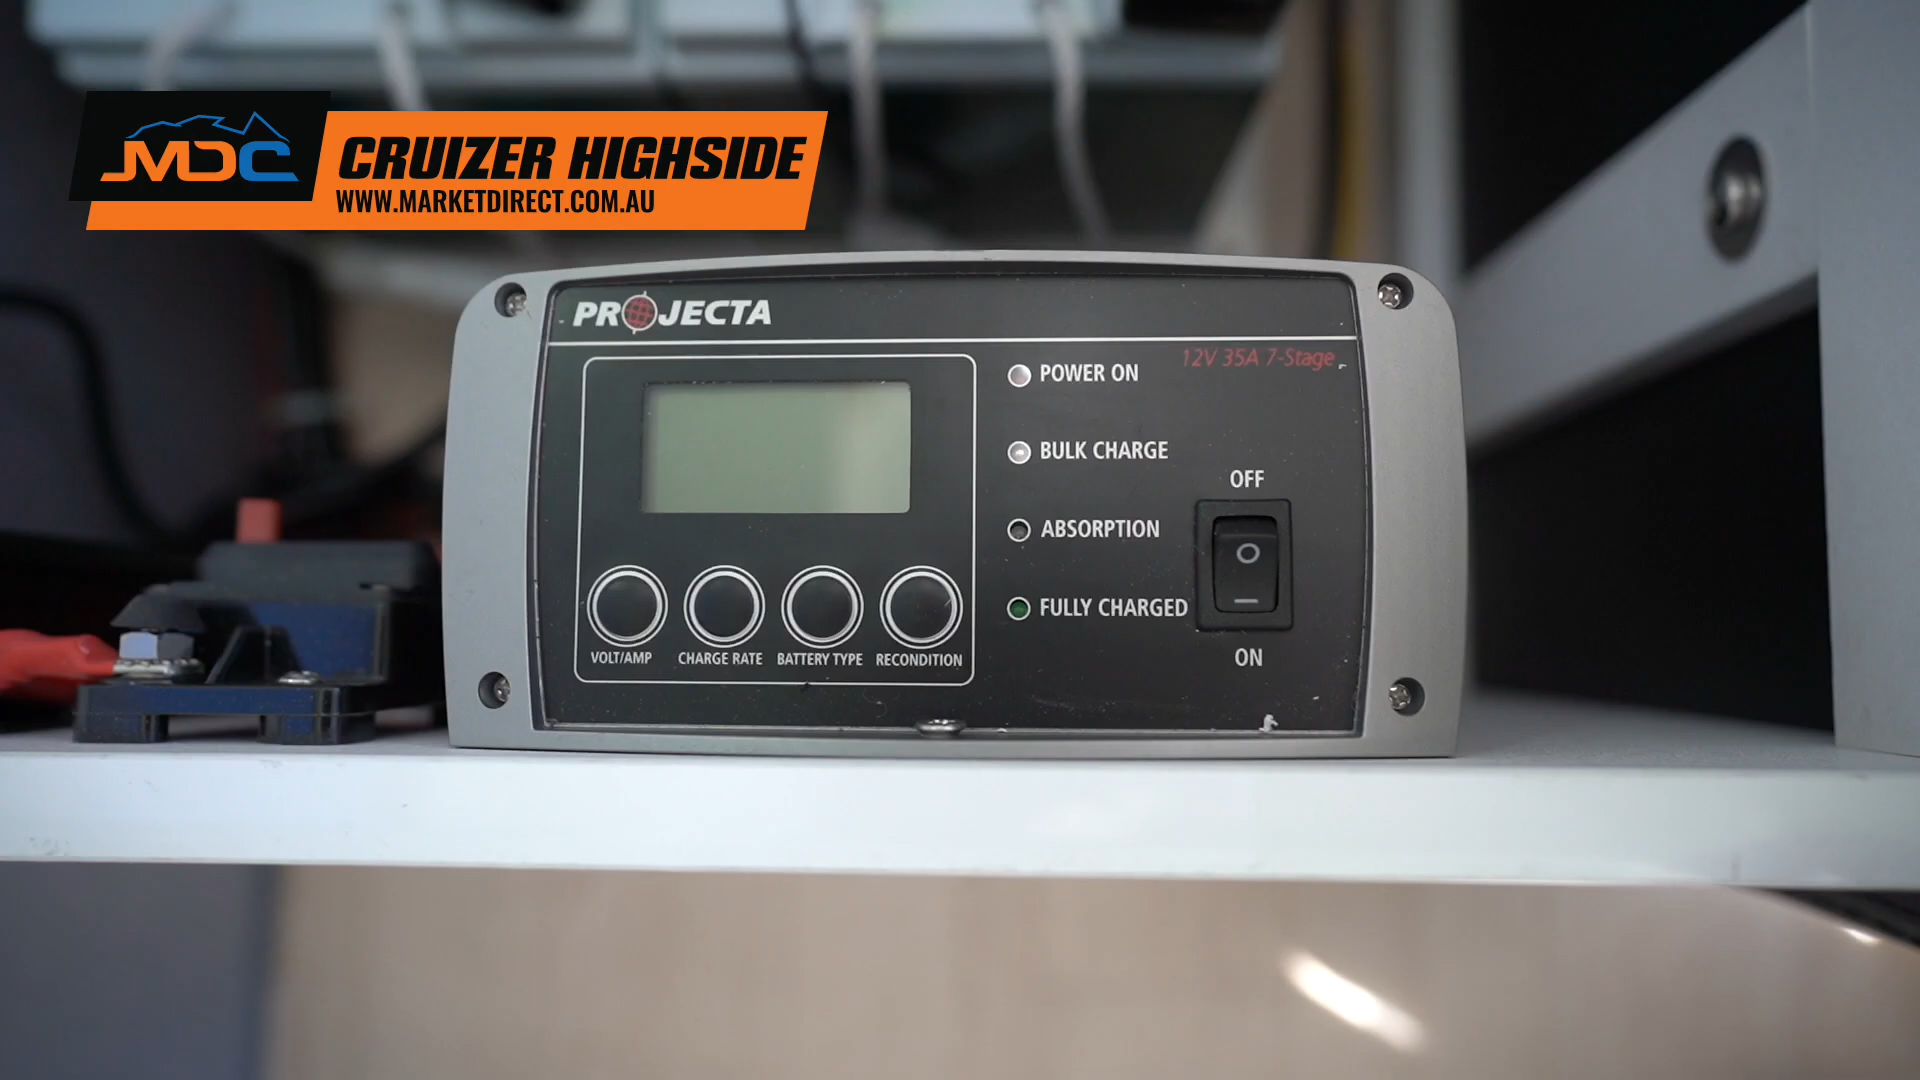 MDC
CRUIZER HIGHSIDE
WWW.MARKETDIRECT.COM.AU
PROJECTA
12V 35A 7-Stage
POWER ON
BULK CHARGE
ABSORPTION
FULLY CHARGED
OFF
ON
VOLT/AMP
CHARGE RATE
BATTERY TYPE
RECONDITION